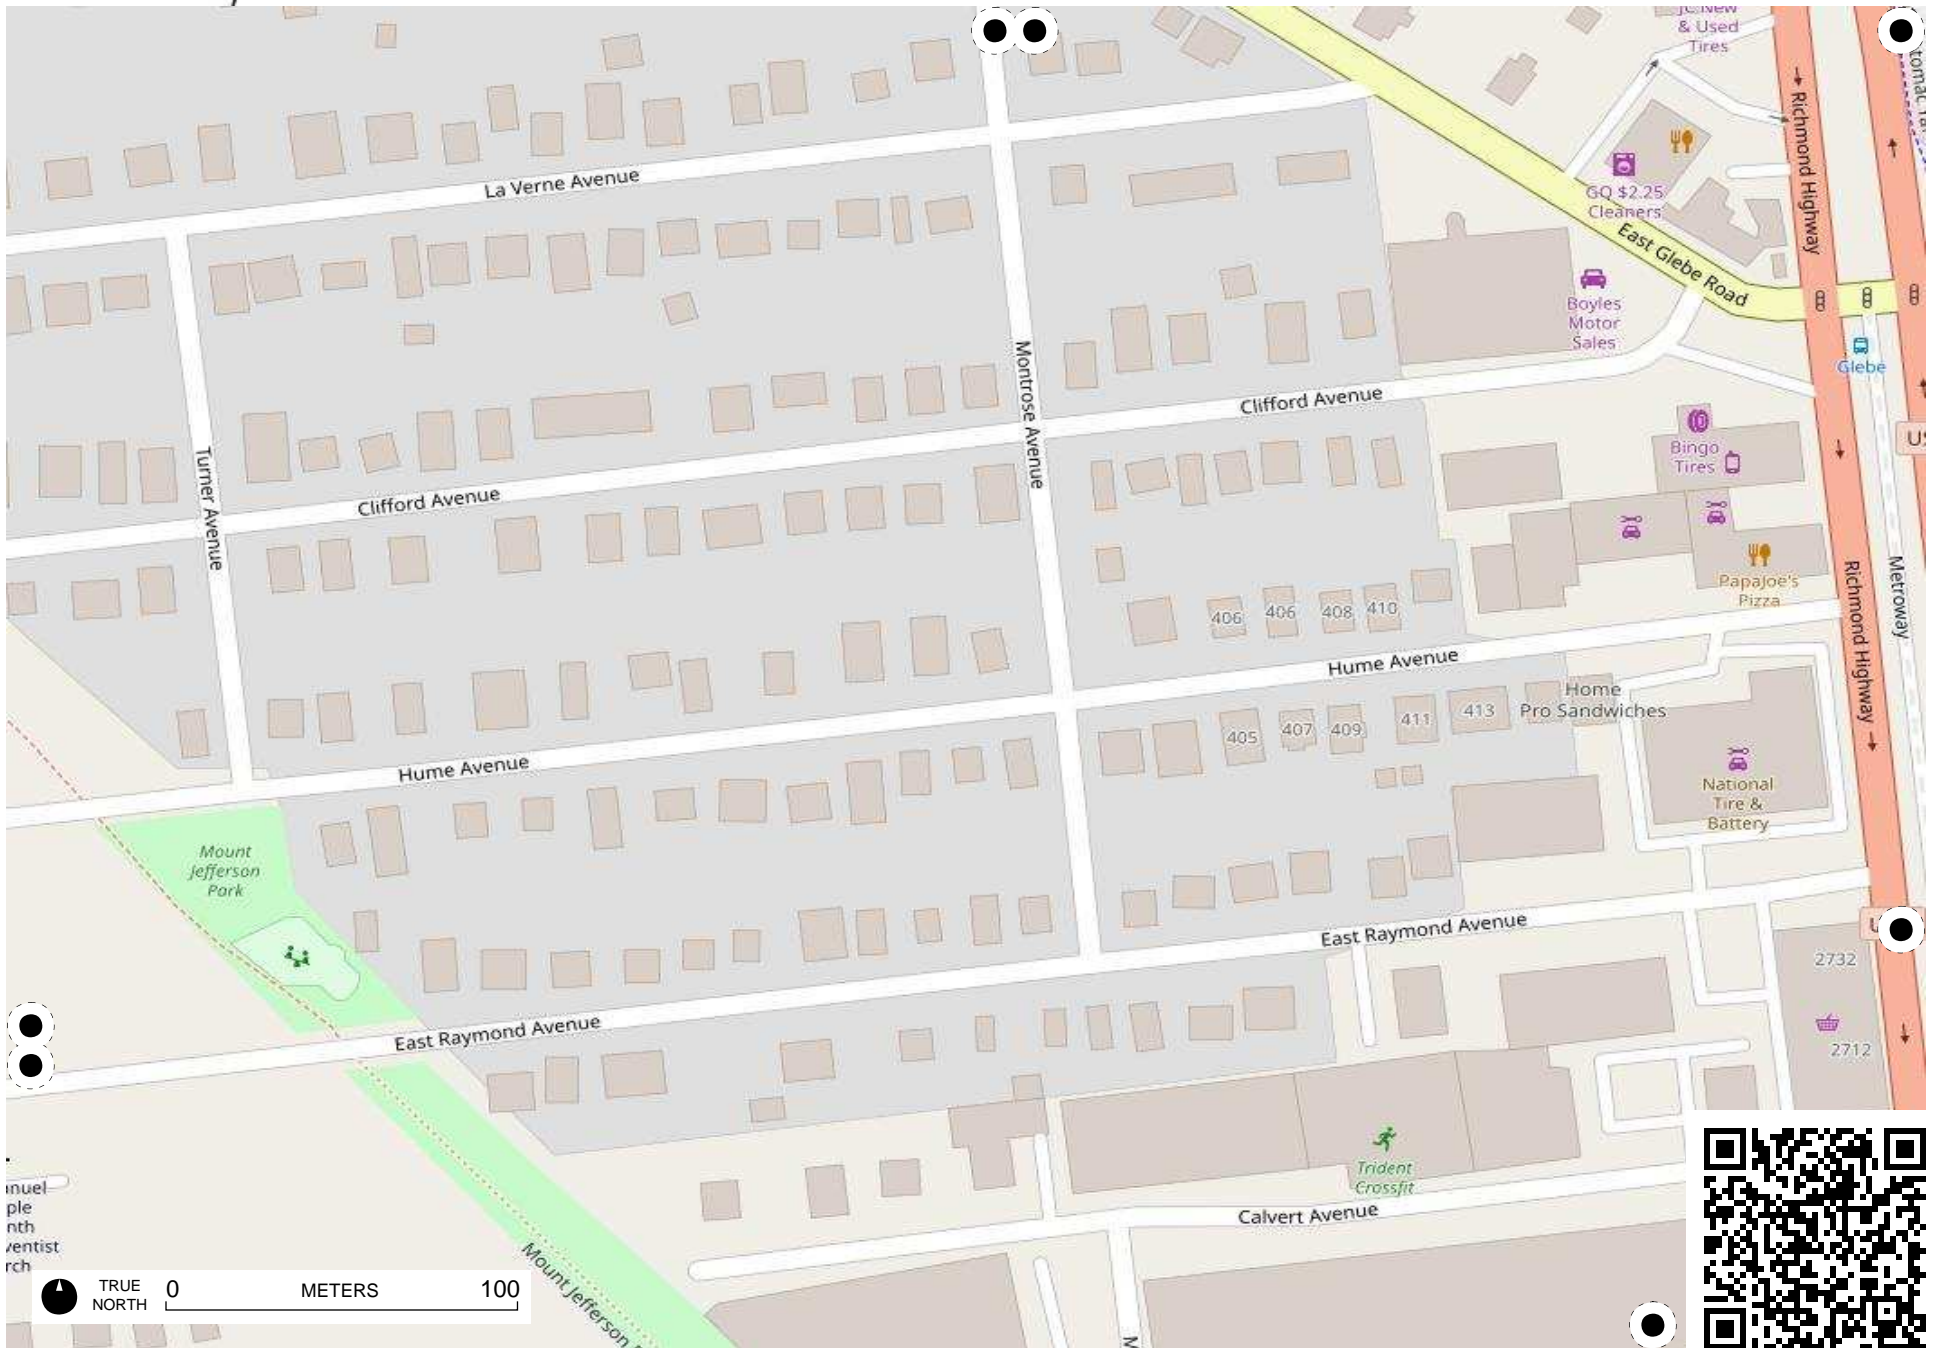 JC New
& Used
Tires
Richmond Highway
La Verne Avenue
GQ $2.25
Cleaners
East Glebe Road
Boyles
Motor
Sales
Glebe
Montrose Avenue
Clifford Avenue
Bingo
Tires
Turner Avenue
Clifford Avenue
PapaJoe's
Pizza
Richmond Highway
Metroway
406
406
408
410
Hume Avenue
Home
Pro Sandwiches
405
407
409
411
413
Hume Avenue
National
Tire &
Battery
Mount
Jefferson
Park
East Raymond Avenue
2732
East Raymond Avenue
2712
Trident
Crossfit
Calvert Avenue
Mount Jefferson
TRUE
NORTH
0
METERS
100